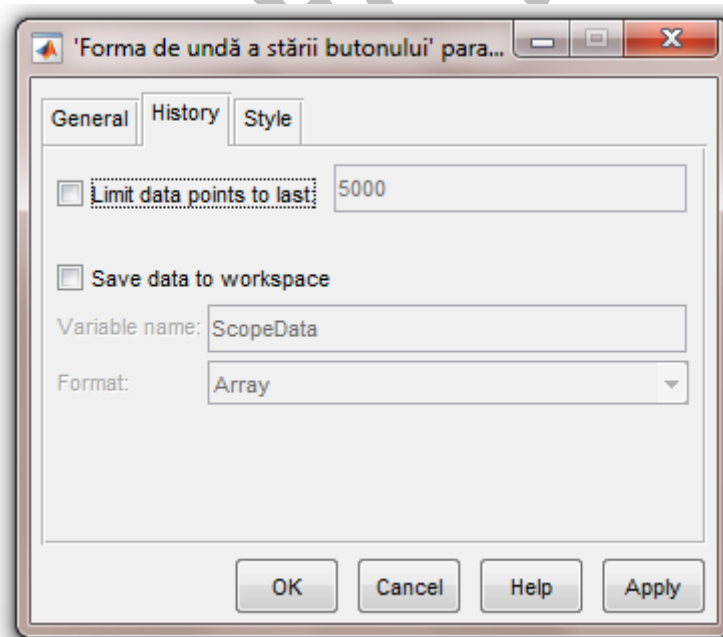 'Forma de undă a stării butonului' para...
General History Style
Limit data points to last: 5000
Save data to workspace
Variable name: ScopeData
Format: Array
OK Cancel Help Apply